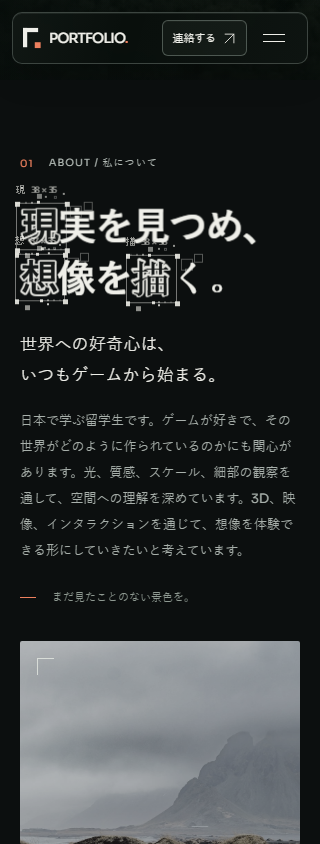 PORTFOLIO.
連絡する
01 ABOUT / 私について
現 38 × 35
現実を見つめ、
想像を描く。
世界への好奇心は、
いつもゲームから始まる。
日本で学ぶ留学生です。ゲームが好きで、その
世界がどのように作られているのかにも関心が
あります。光、質感、スケール、細部の観察を
通して、空間への理解を深めています。3D、映
像、インタラクションを通じて、想像を体験で
きる形にしていきたいと考えています。
まだ見たことのない景色を。